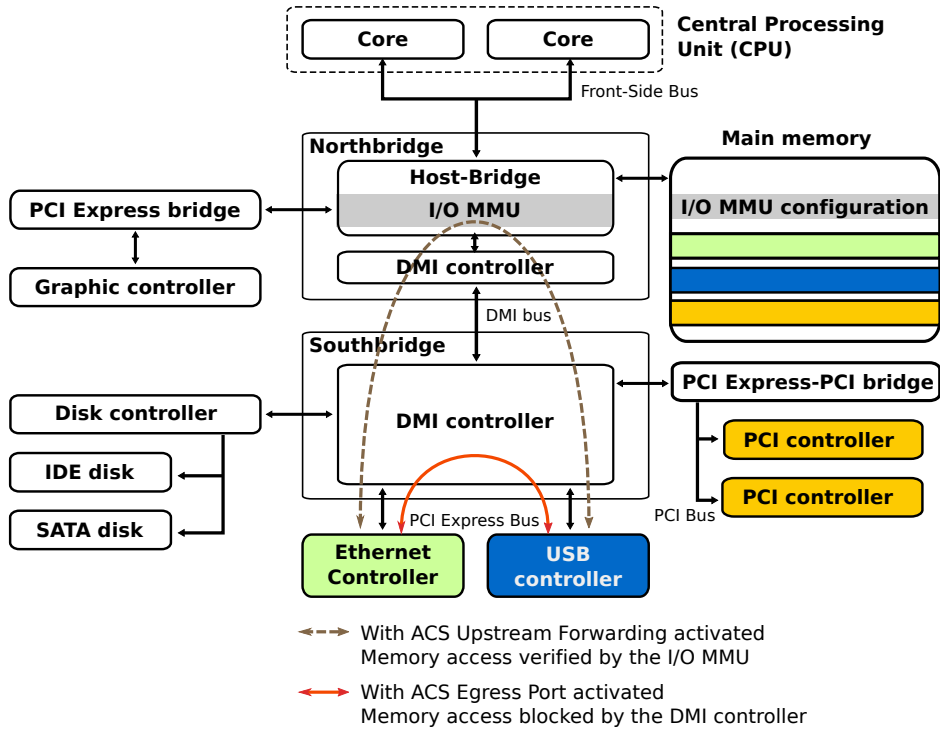 Core
Core
Central Processing
Unit (CPU)
Front-Side Bus
Northbridge
Main memory
Host-Bridge
I/O MMU
I/O MMU configuration
PCI Express bridge
DMI controller
Graphic controller
DMI bus
Southbridge
PCI Express-PCI bridge
Disk controller
DMI controller
PCI controller
IDE disk
PCI controller
SATA disk
PCI Express Bus
PCI Bus
Ethernet
Controller
USB
controller
With ACS Upstream Forwarding activated
Memory access verified by the I/O MMU
With ACS Egress Port activated
Memory access blocked by the DMI controller